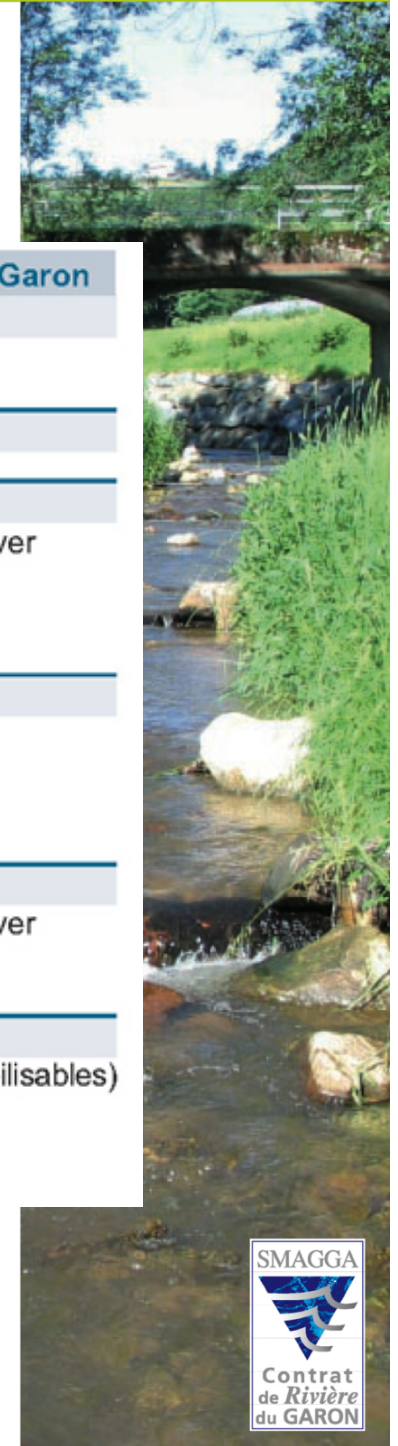 Garon
ver
ver
ilisables)
SMAGGA
Contrat
de Rivière
du GARON